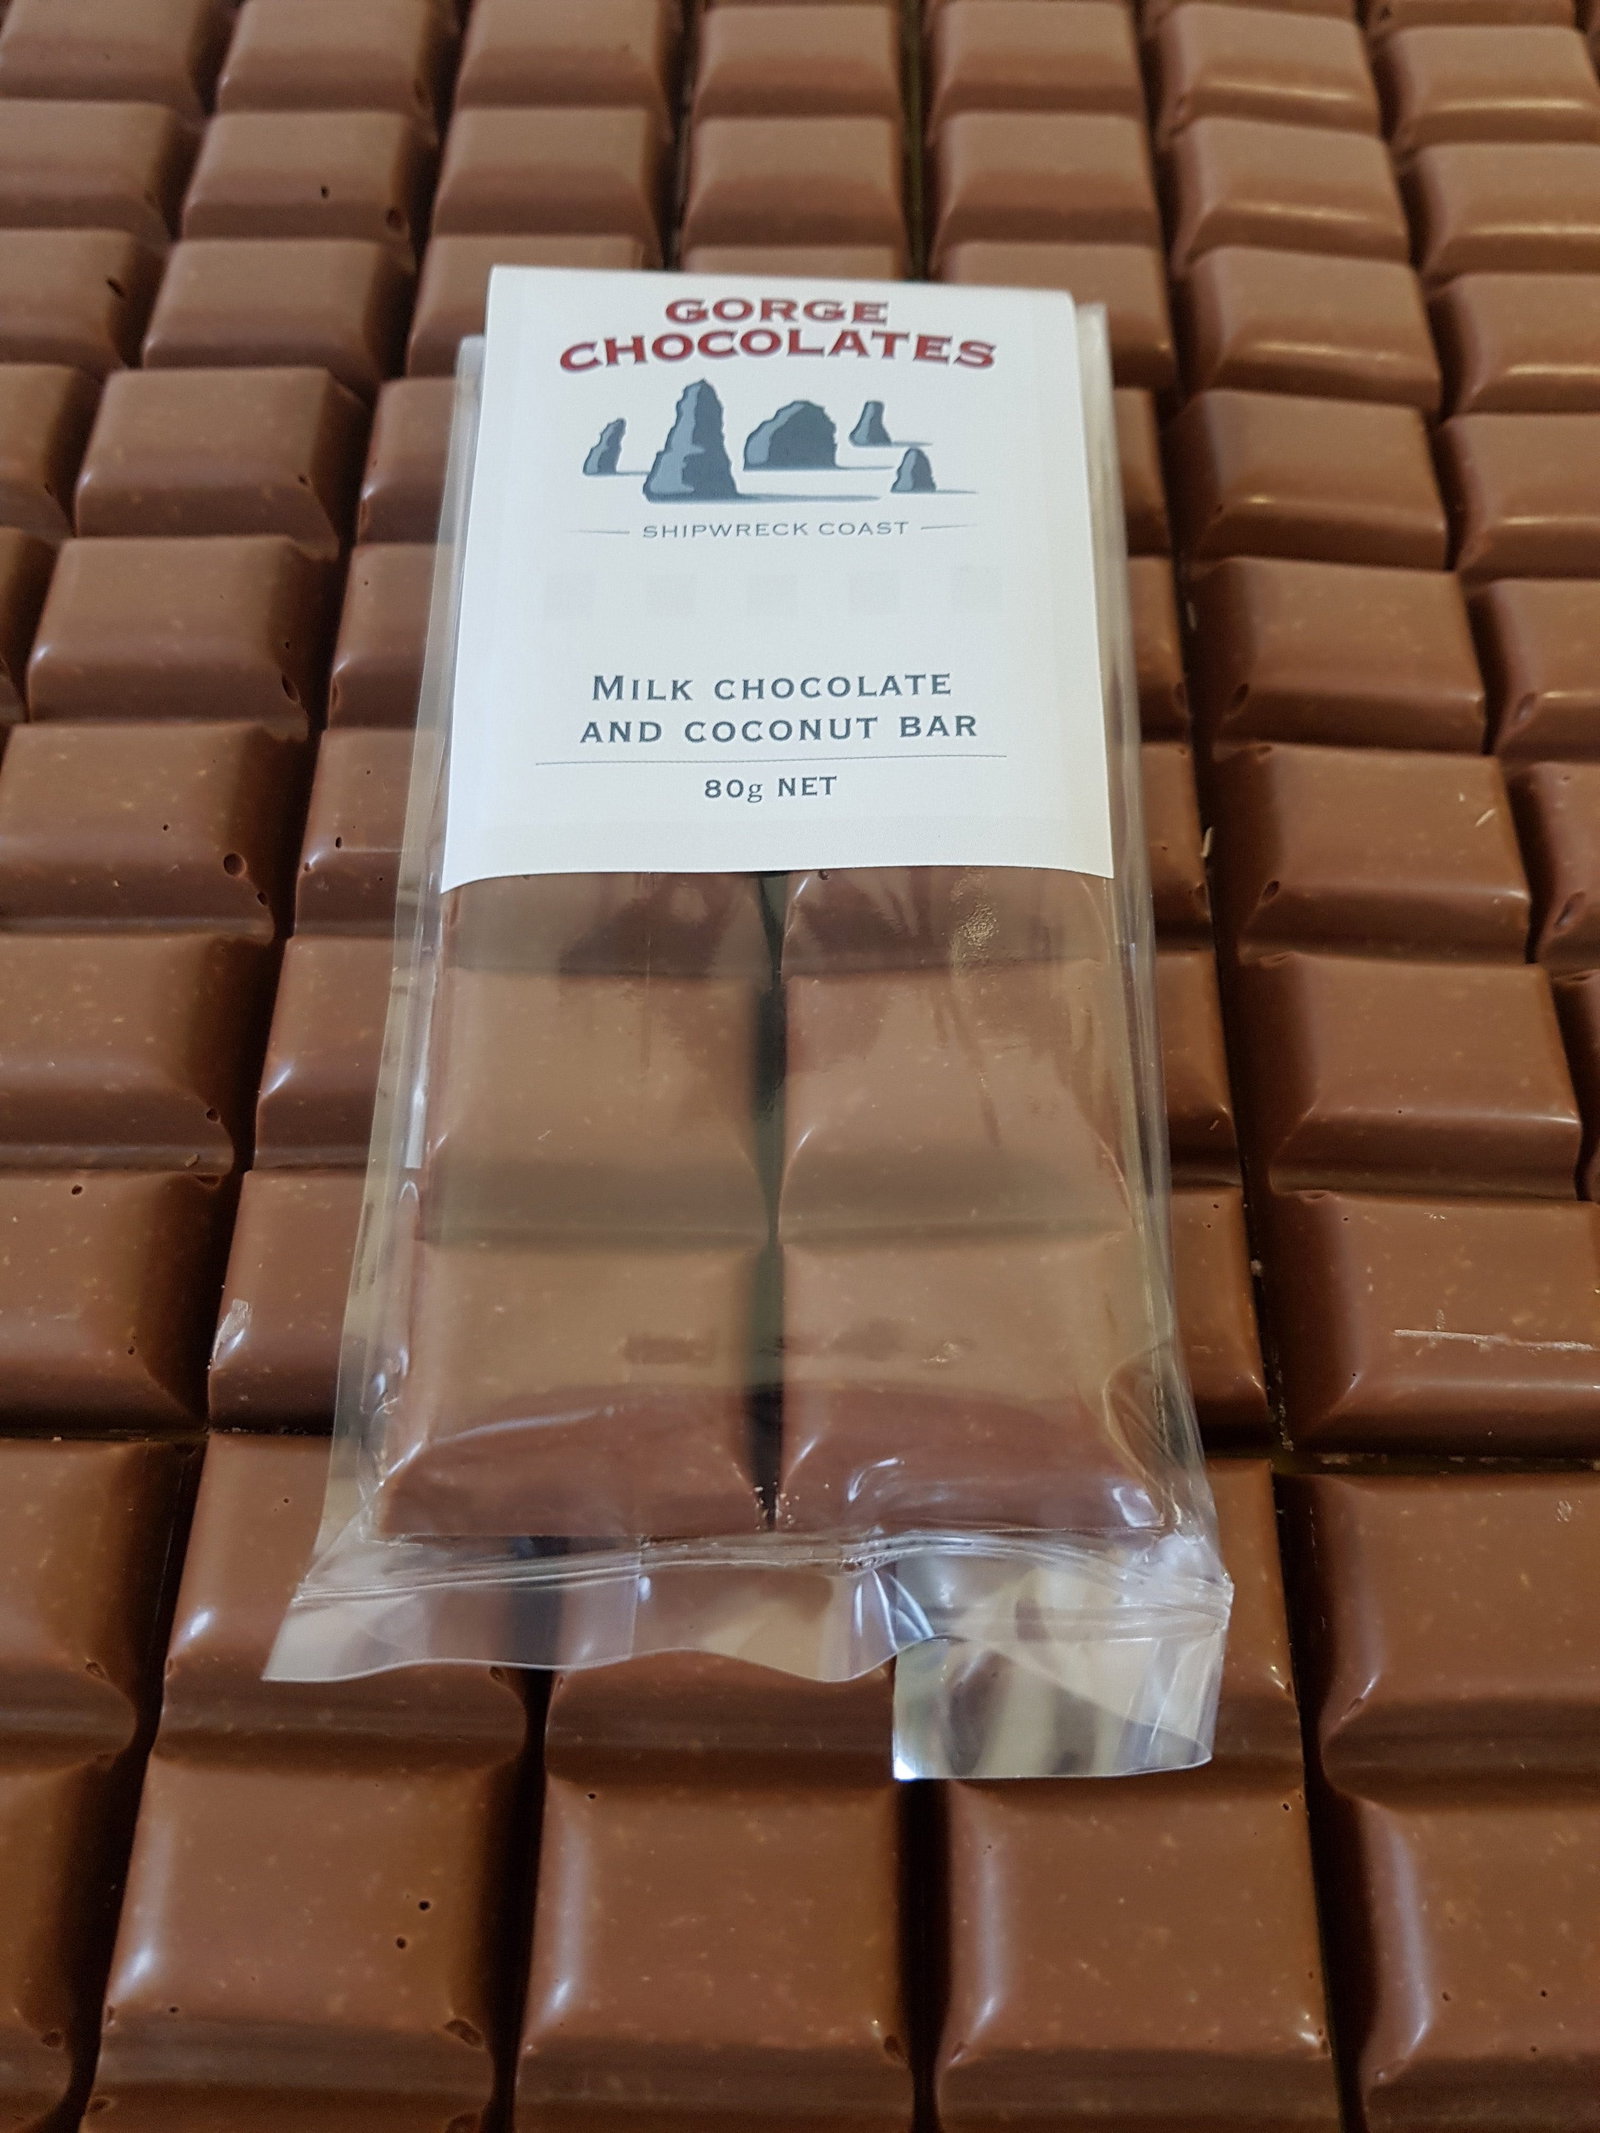 GORGE
CHOCOLATES
SHIPWRECK COAST
MILK CHOCOLATE
AND COCONUT BAR
80g NET